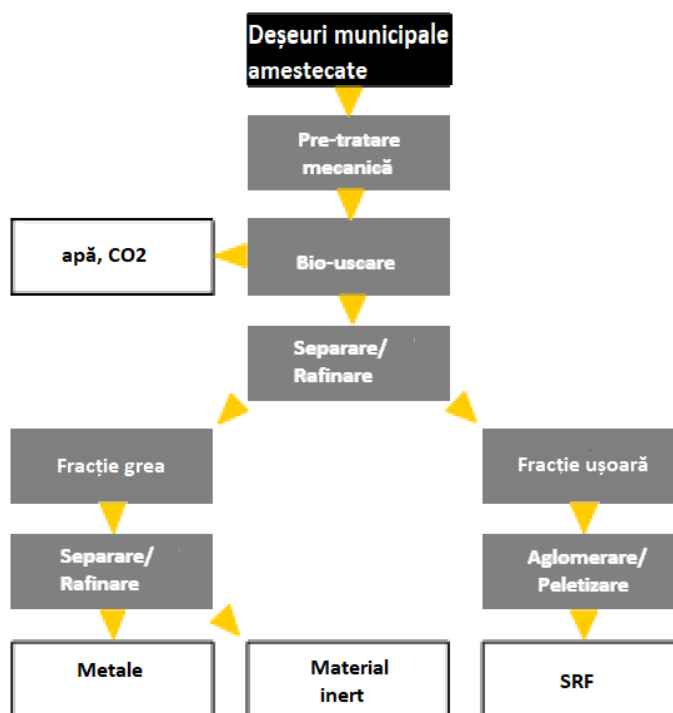 Deșeuri municipale
amestecate
Pre-tratare
mecanică
apă, CO2
Bio-uscare
Separare/
Rafinare
Fracție grea
Fracție ușoară
Separare/
Rafinare
Aglomerare/
Peletizare
Metale
Material
inert
SRF